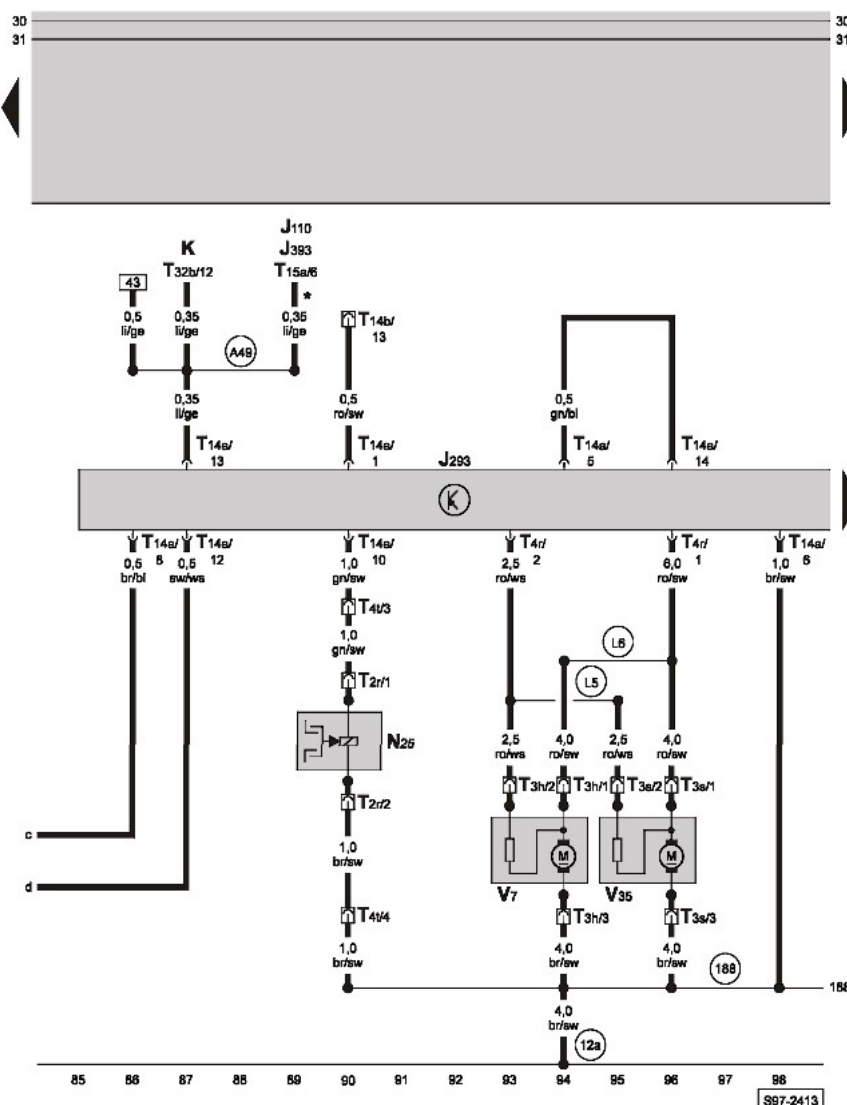 30 30
31 31
J110
K J393
T32b/12 T15a/6
43 *
0,5 0,35 0,35 T14b/
li/ge li/ge li/ge 13
A49
0,35 0,5 0,5
li/ge ro/sw gn/bl
T14a/ T14a/ J293 T14a/ T14a/
13 1 5 14
T14a/ T14a/ T14a/ T4r/ T4r/ T14a/
8 12 10 2 1 6
0,5 0,5 1,0 2,5 6,0 1,0
br/bl sw/ws gn/sw ro/ws ro/sw br/sw
T4t/3
1,0
gn/sw
L6
T2r/1 L5
N25
2,5 4,0 2,5 4,0
ro/ws ro/sw ro/ws ro/sw
T3h/2 T3h/1 T3s/2 T3s/1
T2r/2
c
1,0 M M
br/sw
d V7 V35
T4t/4 T3h/3 T3s/3
1,0 4,0 4,0
br/sw br/sw br/sw
188
188
4,0
br/sw
12a
85 86 87 88 89 90 91 92 93 94 95 96 97 98
S97-2413